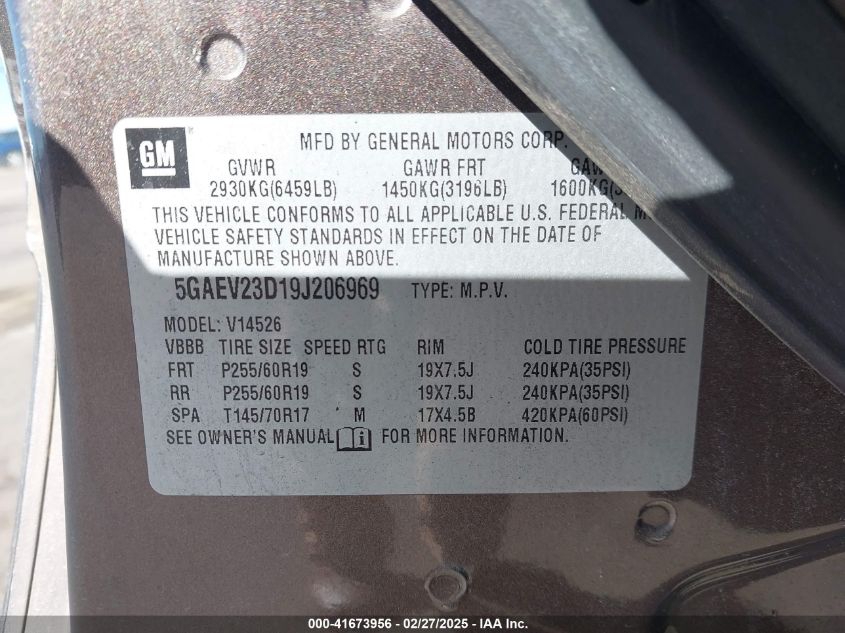 GM
MFD BY GENERAL MOTORS CORP.
GVWR GAWR FRT
2930KG(6459LB) 1450KG(3196LB) 1600KG
THIS VEHICLE CONFORMS TO ALL APPLICABLE U.S. FEDERAL
VEHICLE SAFETY STANDARDS IN EFFECT ON THE DATE OF
MANUFACTURE SHOWN ABOVE.
5GAEV23D19J206969 TYPE: M.P.V.
MODEL: V14526
VBBB TIRE SIZE SPEED RTG RIM COLD TIRE PRESSURE
FRT P255/60R19 S 19X7.5J 240KPA(35PSI)
RR P255/60R19 S 19X7.5J 240KPA(35PSI)
SPA T145/70R17 M 17X4.5B 420KPA(60PSI)
SEE OWNER'S MANUAL i FOR MORE INFORMATION.
000-41673956 - 02/27/2025 - IAA Inc.